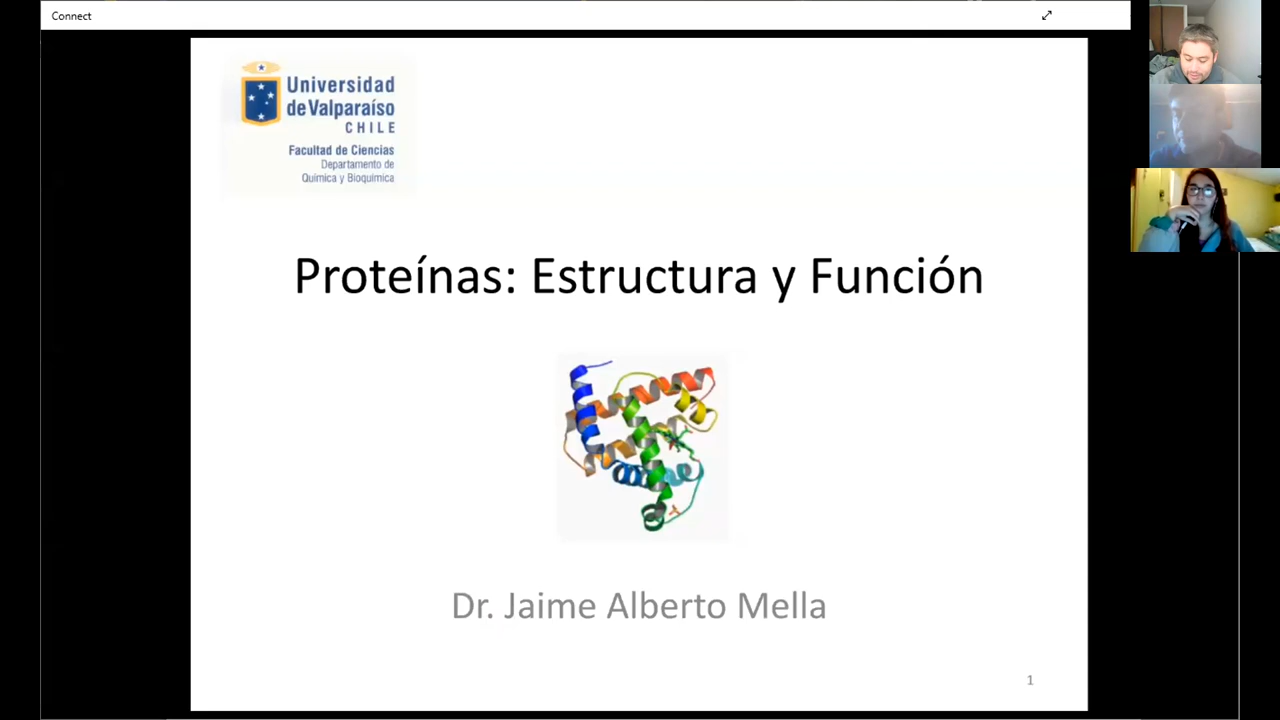 Connect
Universidad
de Valparaíso
CHILE
Facultad de Ciencias
Departamento de
Química y Bioquímica
Proteínas: Estructura y Función
Dr. Jaime Alberto Mella
1